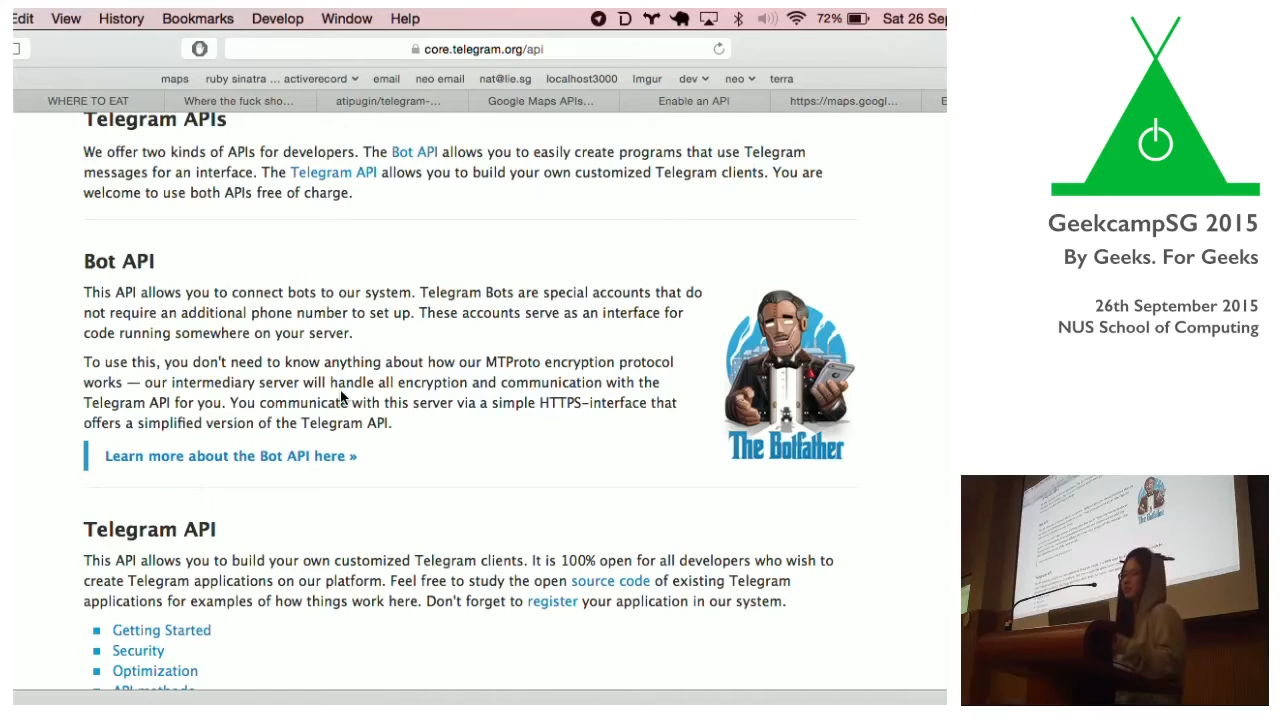 Edit View History Bookmarks Develop Window Help 72% Sat 26 Sep
core.telegram.org/api
maps ruby sinatra ... activerecord email neo email nat@lie.sg localhost3000 Imgur dev neo terra
WHERE TO EAT Where the fuck sho... atipugin/telegram-... Google Maps APIs... Enable an API https://maps.googl... E
Telegram APIs
We offer two kinds of APIs for developers. The Bot API allows you to easily create programs that use Telegram
messages for an interface. The Telegram API allows you to build your own customized Telegram clients. You are
welcome to use both APIs free of charge.
Bot API
This API allows you to connect bots to our system. Telegram Bots are special accounts that do
not require an additional phone number to set up. These accounts serve as an interface for
code running somewhere on your server.
To use this, you don't need to know anything about how our MTProto encryption protocol
works — our intermediary server will handle all encryption and communication with the
Telegram API for you. You communicate with this server via a simple HTTPS-interface that
offers a simplified version of the Telegram API.
The Botfather
Learn more about the Bot API here »
Telegram API
This API allows you to build your own customized Telegram clients. It is 100% open for all developers who wish to
create Telegram applications on our platform. Feel free to study the open source code of existing Telegram
applications for examples of how things work here. Don't forget to register your application in our system.
Getting Started
Security
Optimization
API methods
GeekcampSG 2015
By Geeks. For Geeks
26th September 2015
NUS School of Computing
The Botfather